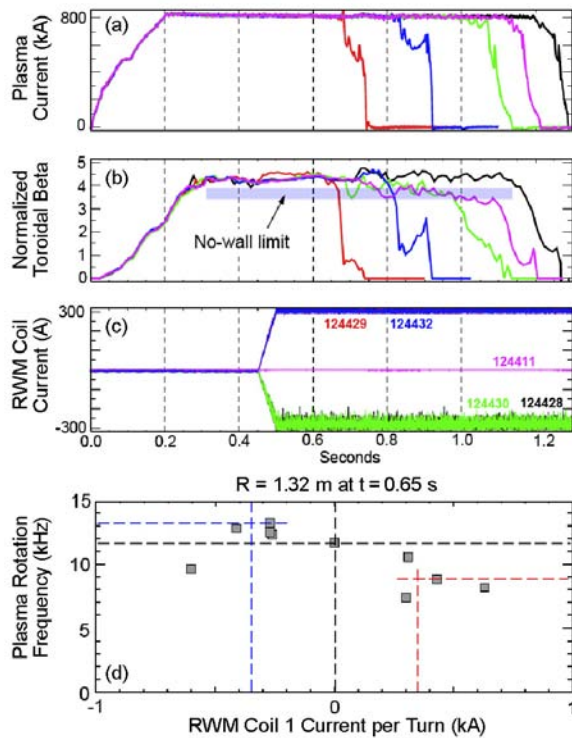 (a)
Plasma
Current (kA)
800
0
(b)
Normalized
Toroidal Beta
5
4
3
2
1
0
No-wall limit
(c)
RWM Coil
Current (A)
300
-300
124429 124432
124411
124430 124428
0.0 0.2 0.4 0.6 0.8 1.0 1.2
Seconds
R = 1.32 m at t = 0.65 s
Plasma Rotation
Frequency (kHz)
15
10
5
0
(d)
-1 0 1
RWM Coil 1 Current per Turn (kA)